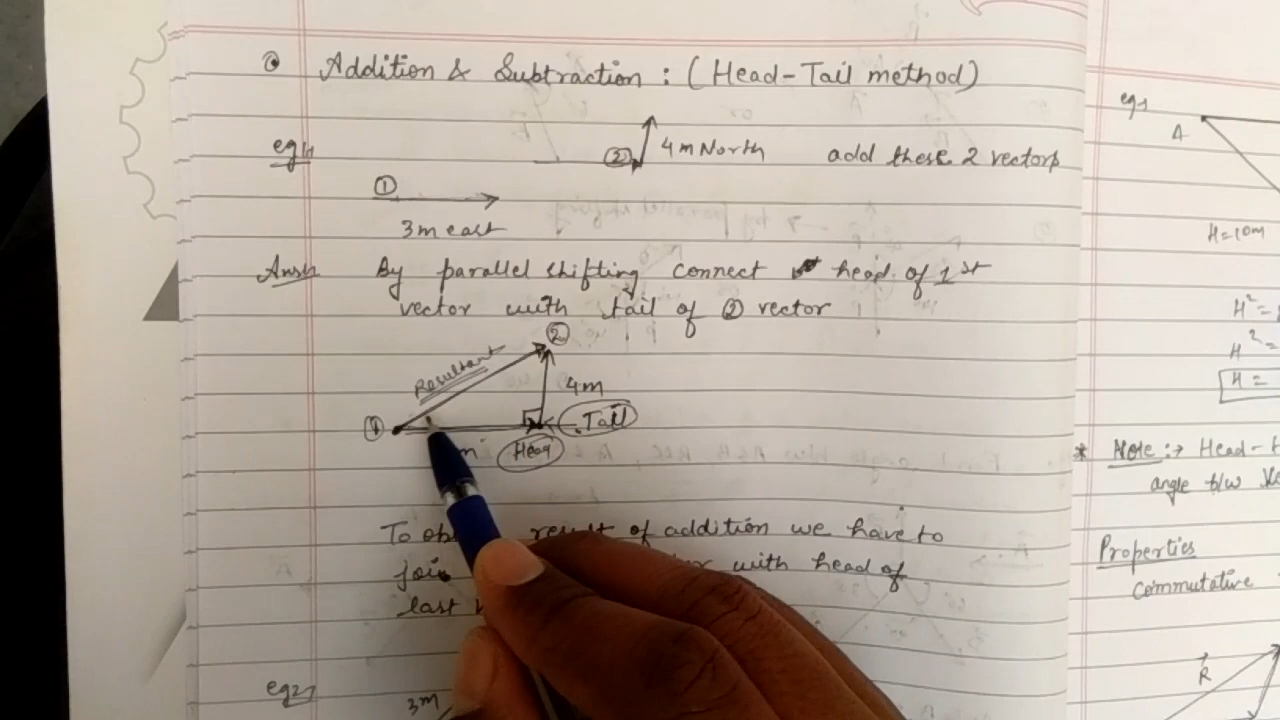 Addition & Subtraction : (Head-Tail method)
eg1
② 4m North add these 2 vectors
①
3m east
Ans
By parallel shifting connect head of 1st
vector with tail of ② vector
②
Resultant
4m
① Tail
m Head
To result of addition we have to
with head of
last
eg2
3m
eg1
A
H=10m
H² =
H² =
H =
* Note :→ Head-
angle b/w
Properties
Commutative
R